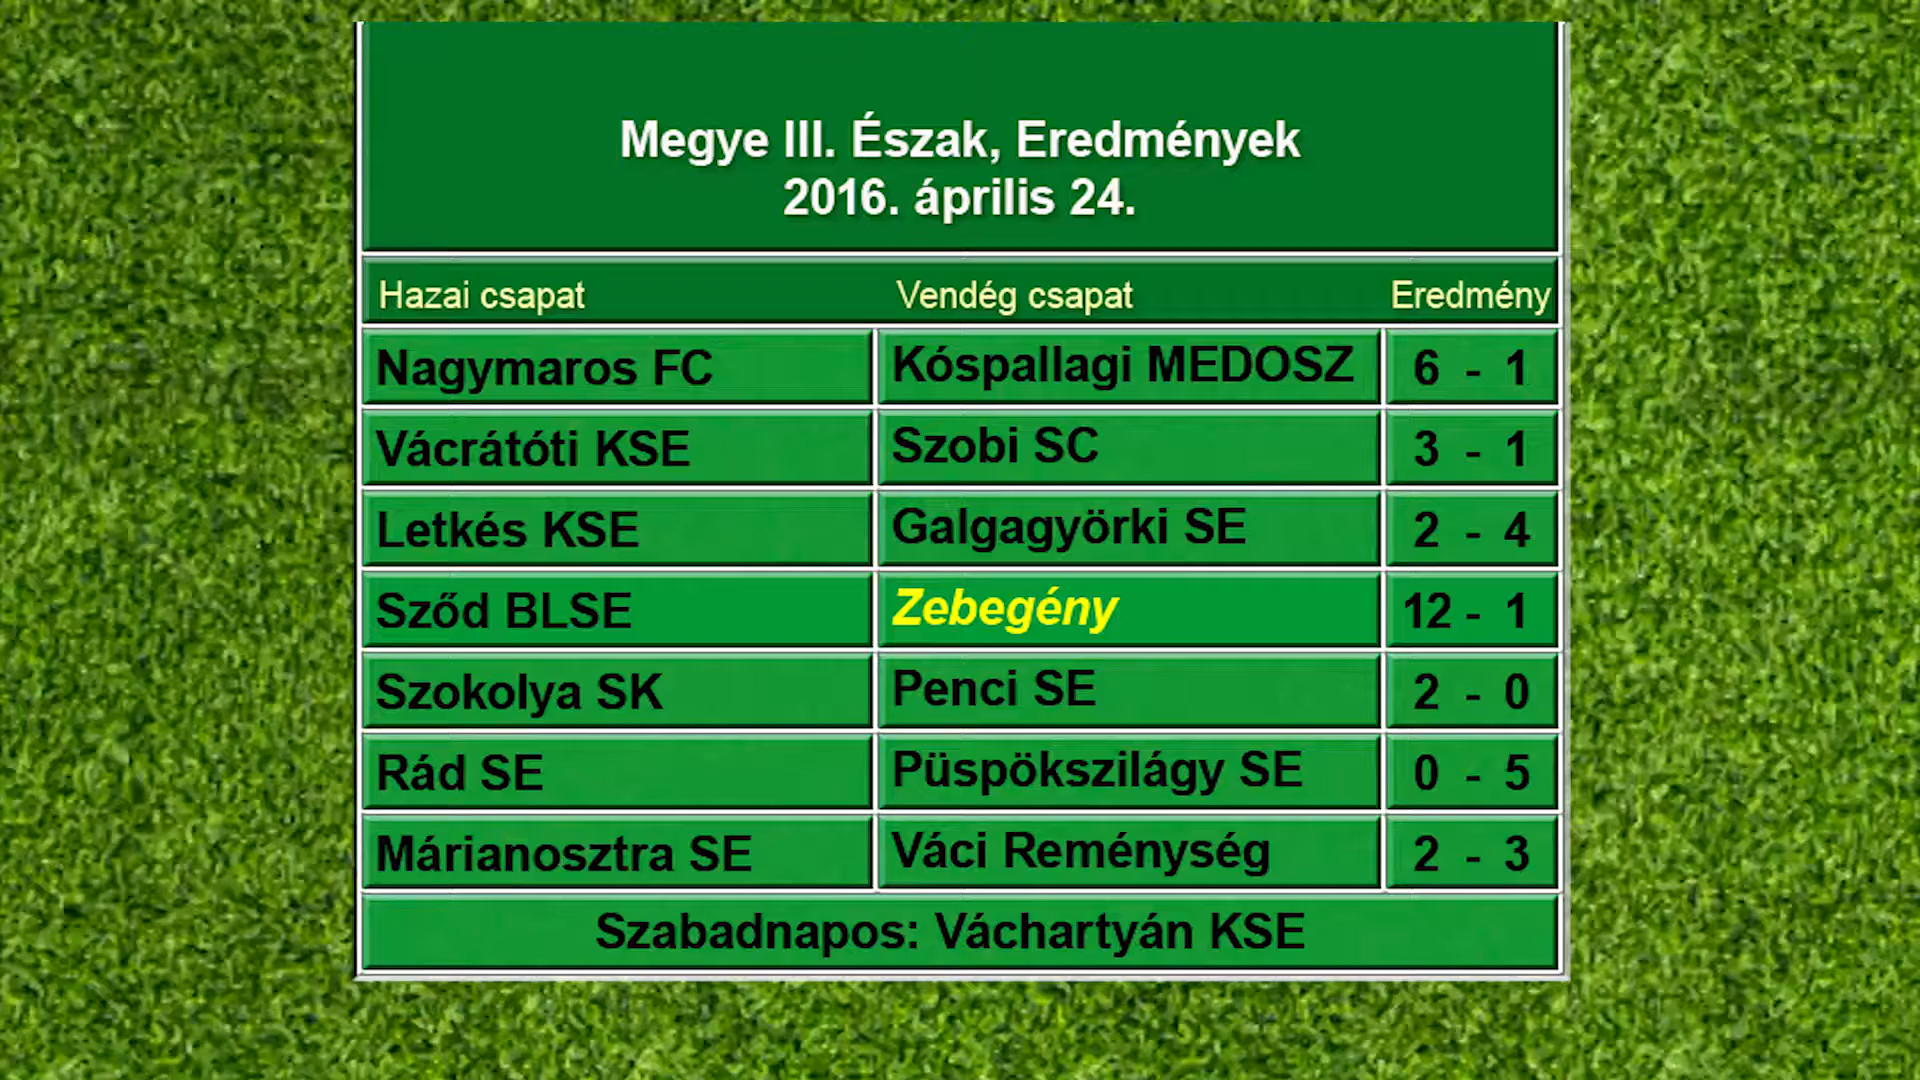 Megye III. Észak, Eredmények
2016. április 24.
Hazai csapat Vendég csapat Eredmény
Nagymaros FC Kóspallagi MEDOSZ 6 - 1
Vácrátóti KSE Szobi SC 3 - 1
Letkés KSE Galgagyörki SE 2 - 4
Sződ BLSE Zebegény 12 - 1
Szokolya SK Penci SE 2 - 0
Rád SE Püspökszilágy SE 0 - 5
Márianosztra SE Váci Reménység 2 - 3
Szabadnapos: Váchartyán KSE